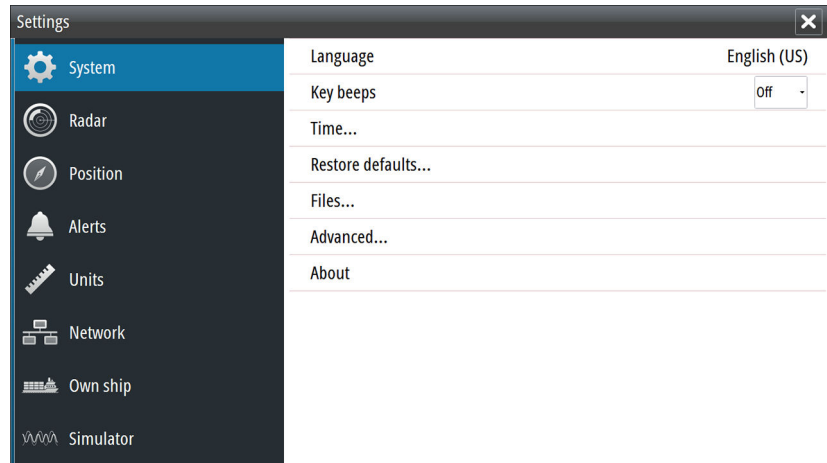 Settings
System
Radar
Position
Alerts
Units
Network
Own ship
Simulator
Language English (US)
Key beeps Off
Time...
Restore defaults...
Files...
Advanced...
About